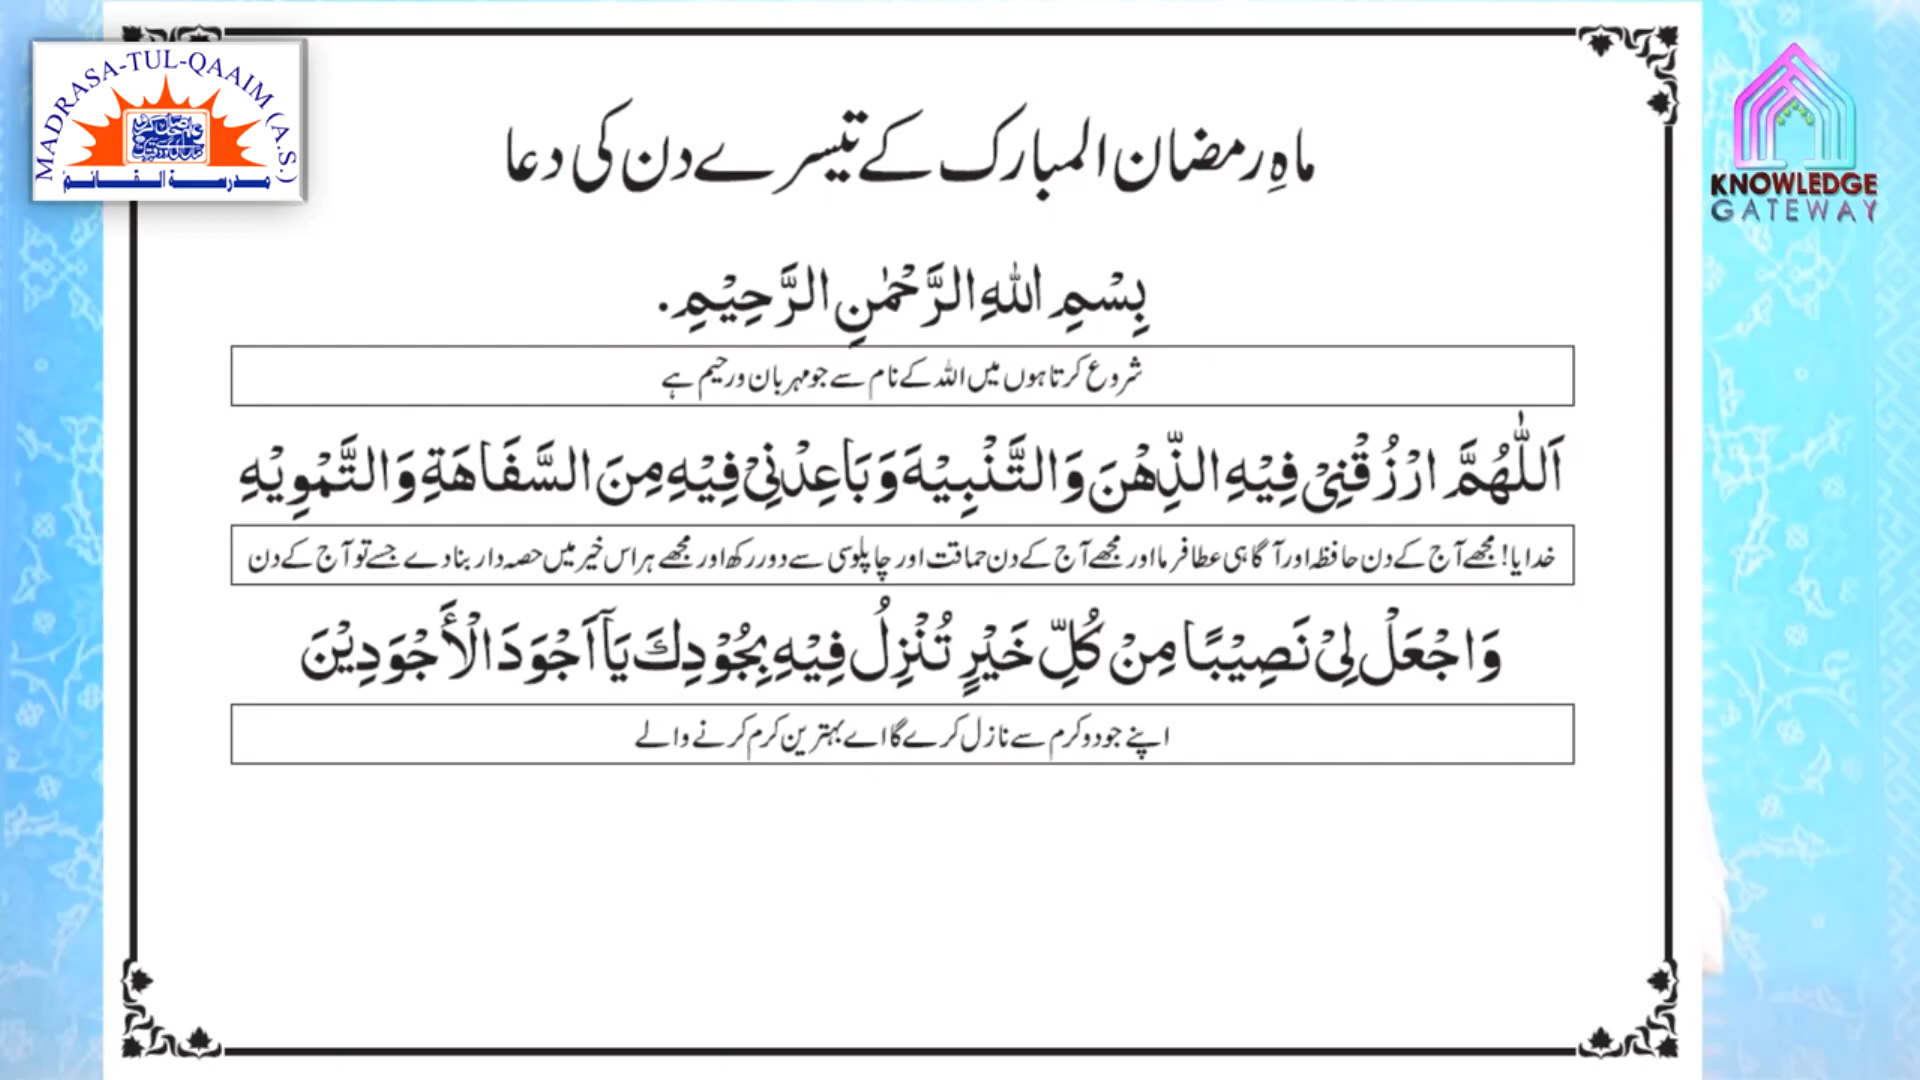 MADRASA-TUL-QAAIM (A.S.)
مدرسة القائم
KNOWLEDGE
GATEWAY
ماہِ رمضان المبارک کے تیسرے دن کی دعا
بِسْمِ اللهِ الرَّحْمٰنِ الرَّحِيْمِ.
شروع کرتا ہوں میں اللہ کے نام سے جو مہربان و رحیم ہے
اَللّٰهُمَّ ارْزُقْنِيْ فِيْهِ الذِّهْنَ وَالتَّنْبِيْهَ وَبَاعِدْنِيْ فِيْهِ مِنَ السَّفَاهَةِ وَالتَّمْوِيْهِ
خدایا! مجھے آج کے دن حافظہ اور آگاہی عطا فرما اور مجھے آج کے دن حماقت اور چاپلوسی سے دور رکھ اور مجھے ہر اس خیر میں حصہ دار بنا دے جسے تو آج کے دن
وَاجْعَلْ لِيْ نَصِيْبًا مِنْ كُلِّ خَيْرٍ تُنْزِلُ فِيْهِ بِجُوْدِكَ يَآ اَجْوَدَ الْأَجْوَدِيْنَ
اپنے جود و کرم سے نازل کرے گا اے بہترین کرم کرنے والے